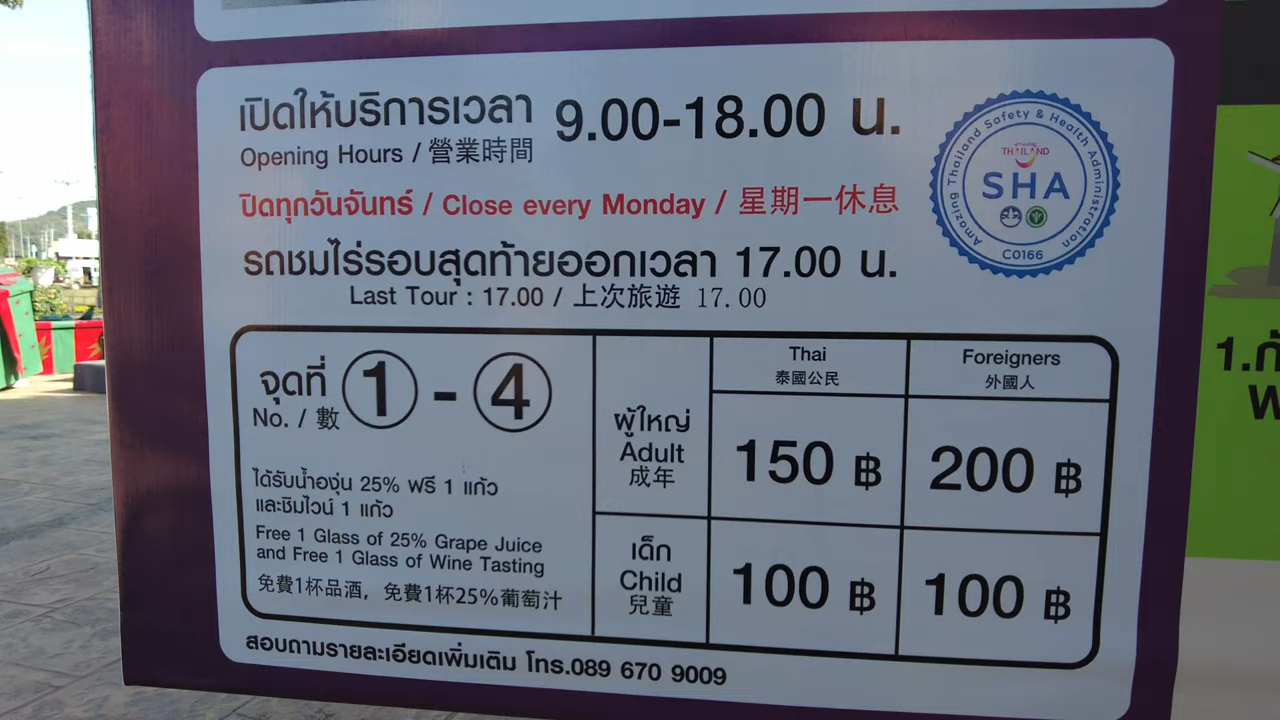 เปิดให้บริการเวลา 9.00-18.00 น.
Opening Hours / 營業時間
ปิดทุกวันจันทร์ / Close every Monday / 星期一休息
รถชมไร่รอบสุดท้ายออกเวลา 17.00 น.
Last Tour : 17.00 / 上次旅遊 17.00
Amazing Thailand Safety & Health Administration
amazing
THAILAND
SHA
C0166
จุดที่ 1 - 4
No. / 數
ได้รับน้ำองุ่น 25% ฟรี 1 แก้ว
และชิมไวน์ 1 แก้ว
Free 1 Glass of 25% Grape Juice
and Free 1 Glass of Wine Tasting
免費1杯品酒, 免費1杯25%葡萄汁
Thai
泰國公民
Foreigners
外國人
ผู้ใหญ่
Adult
成年
150 ฿
200 ฿
เด็ก
Child
兒童
100 ฿
100 ฿
สอบถามรายละเอียดเพิ่มเติม โทร.089 670 9009
1.